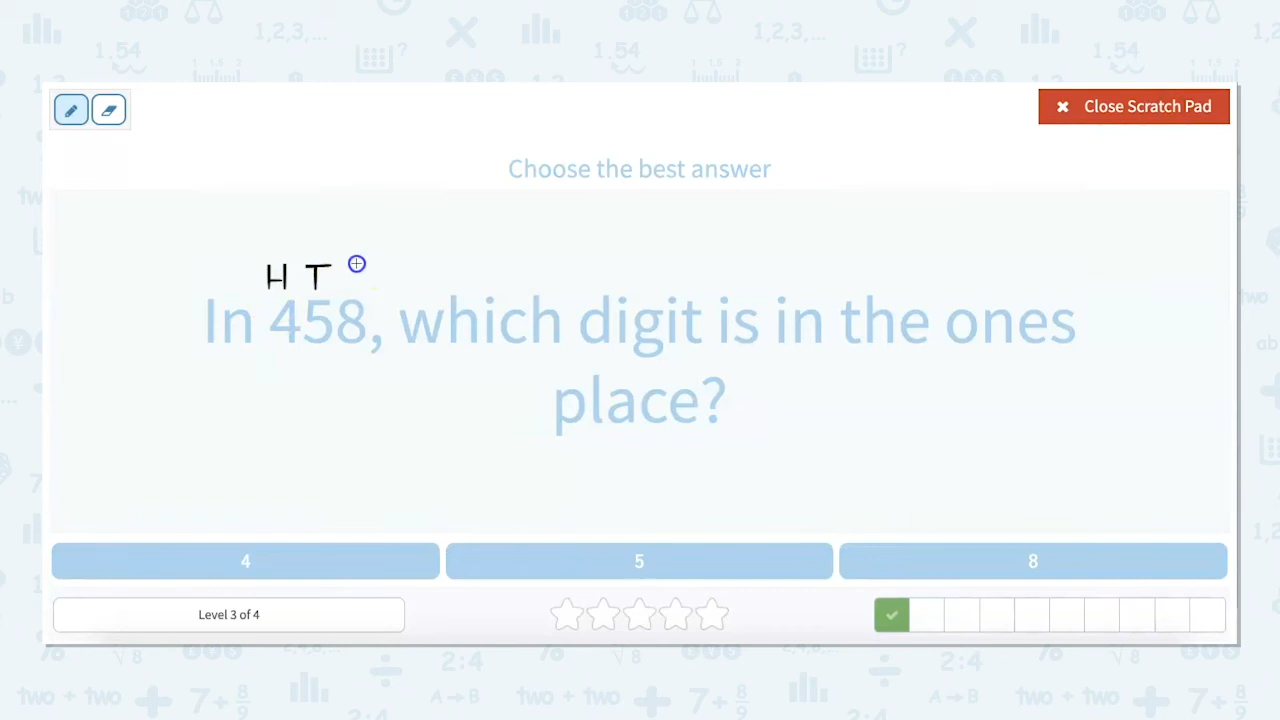 Close Scratch Pad
Choose the best answer
H T
In 458, which digit is in the ones
place?
4
5
8
Level 3 of 4